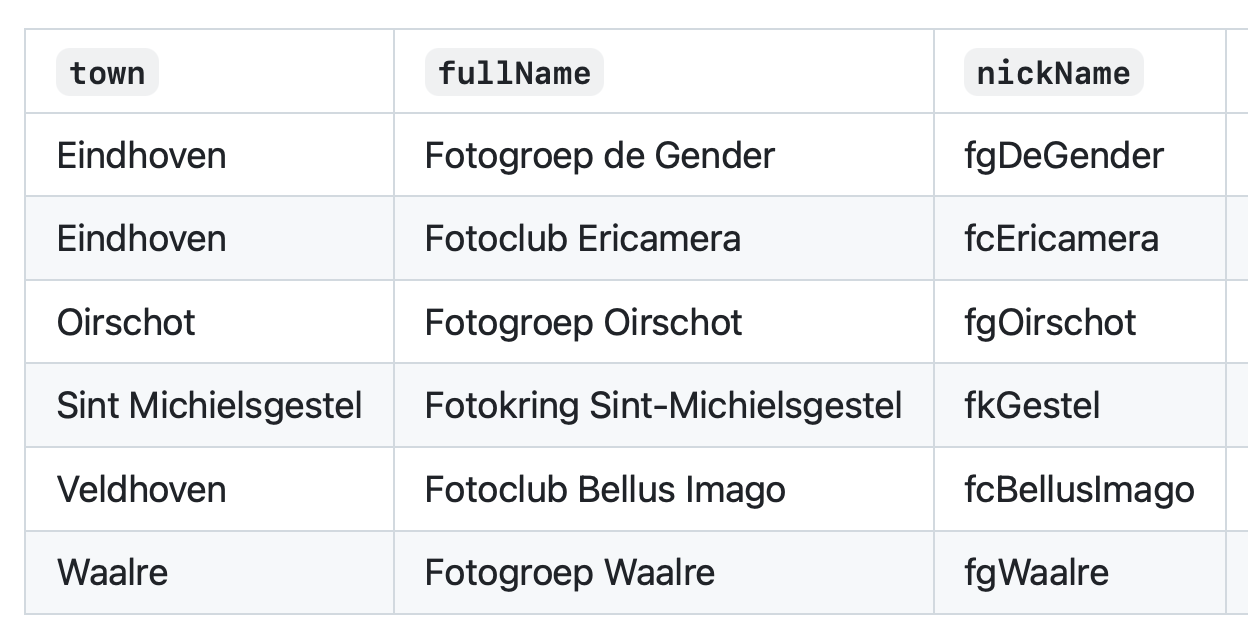 town fullName nickName
Eindhoven Fotogroep de Gender fgDeGender
Eindhoven Fotoclub Ericamera fcEricamera
Oirschot Fotogroep Oirschot fgOirschot
Sint Michielsgestel Fotokring Sint-Michielsgestel fkGestel
Veldhoven Fotoclub Bellus Imago fcBellusImago
Waalre Fotogroep Waalre fgWaalre